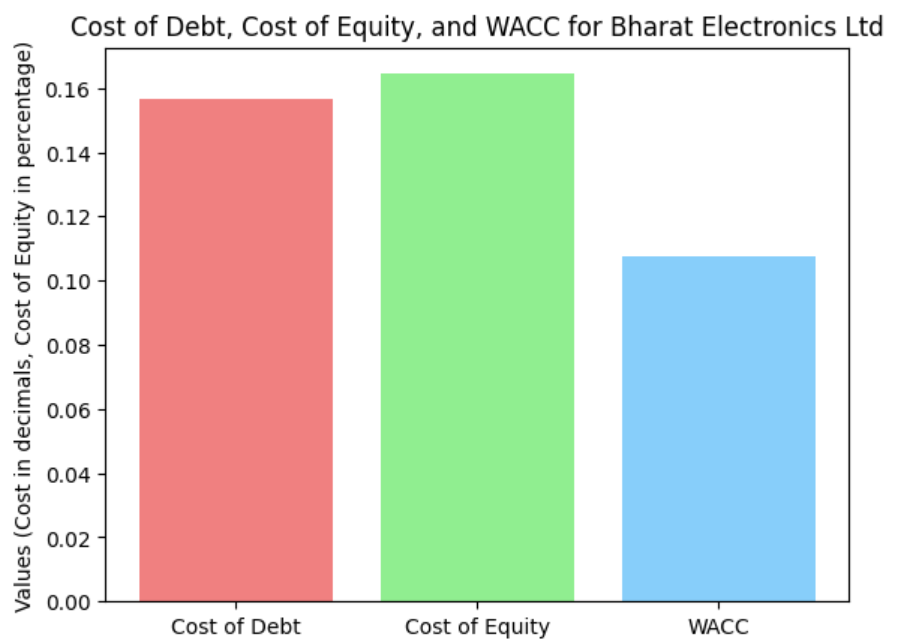 Cost of Debt, Cost of Equity, and WACC for Bharat Electronics Ltd
Values (Cost in decimals, Cost of Equity in percentage)
0.16
0.14
0.12
0.10
0.08
0.06
0.04
0.02
0.00
Cost of Debt
Cost of Equity
WACC